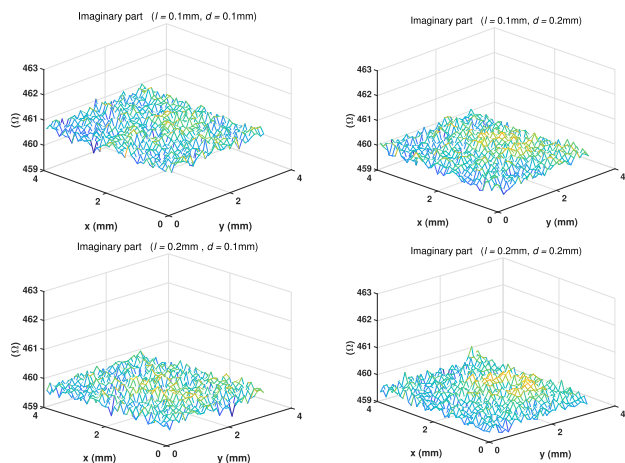 Imaginary part (l = 0.1mm, d = 0.1mm)
463
462
461
460
459
(Ω)
4
2
0
x (mm)
0
2
4
y (mm)
Imaginary part (l = 0.1mm, d = 0.2mm)
463
462
461
460
459
(Ω)
4
2
0
x (mm)
0
2
4
y (mm)
Imaginary part (l = 0.2mm , d = 0.1mm)
463
462
461
460
459
(Ω)
4
2
0
x (mm)
0
2
4
y (mm)
Imaginary part (l = 0.2mm, d = 0.2mm)
463
462
461
460
459
(Ω)
4
2
0
x (mm)
0
2
4
y (mm)